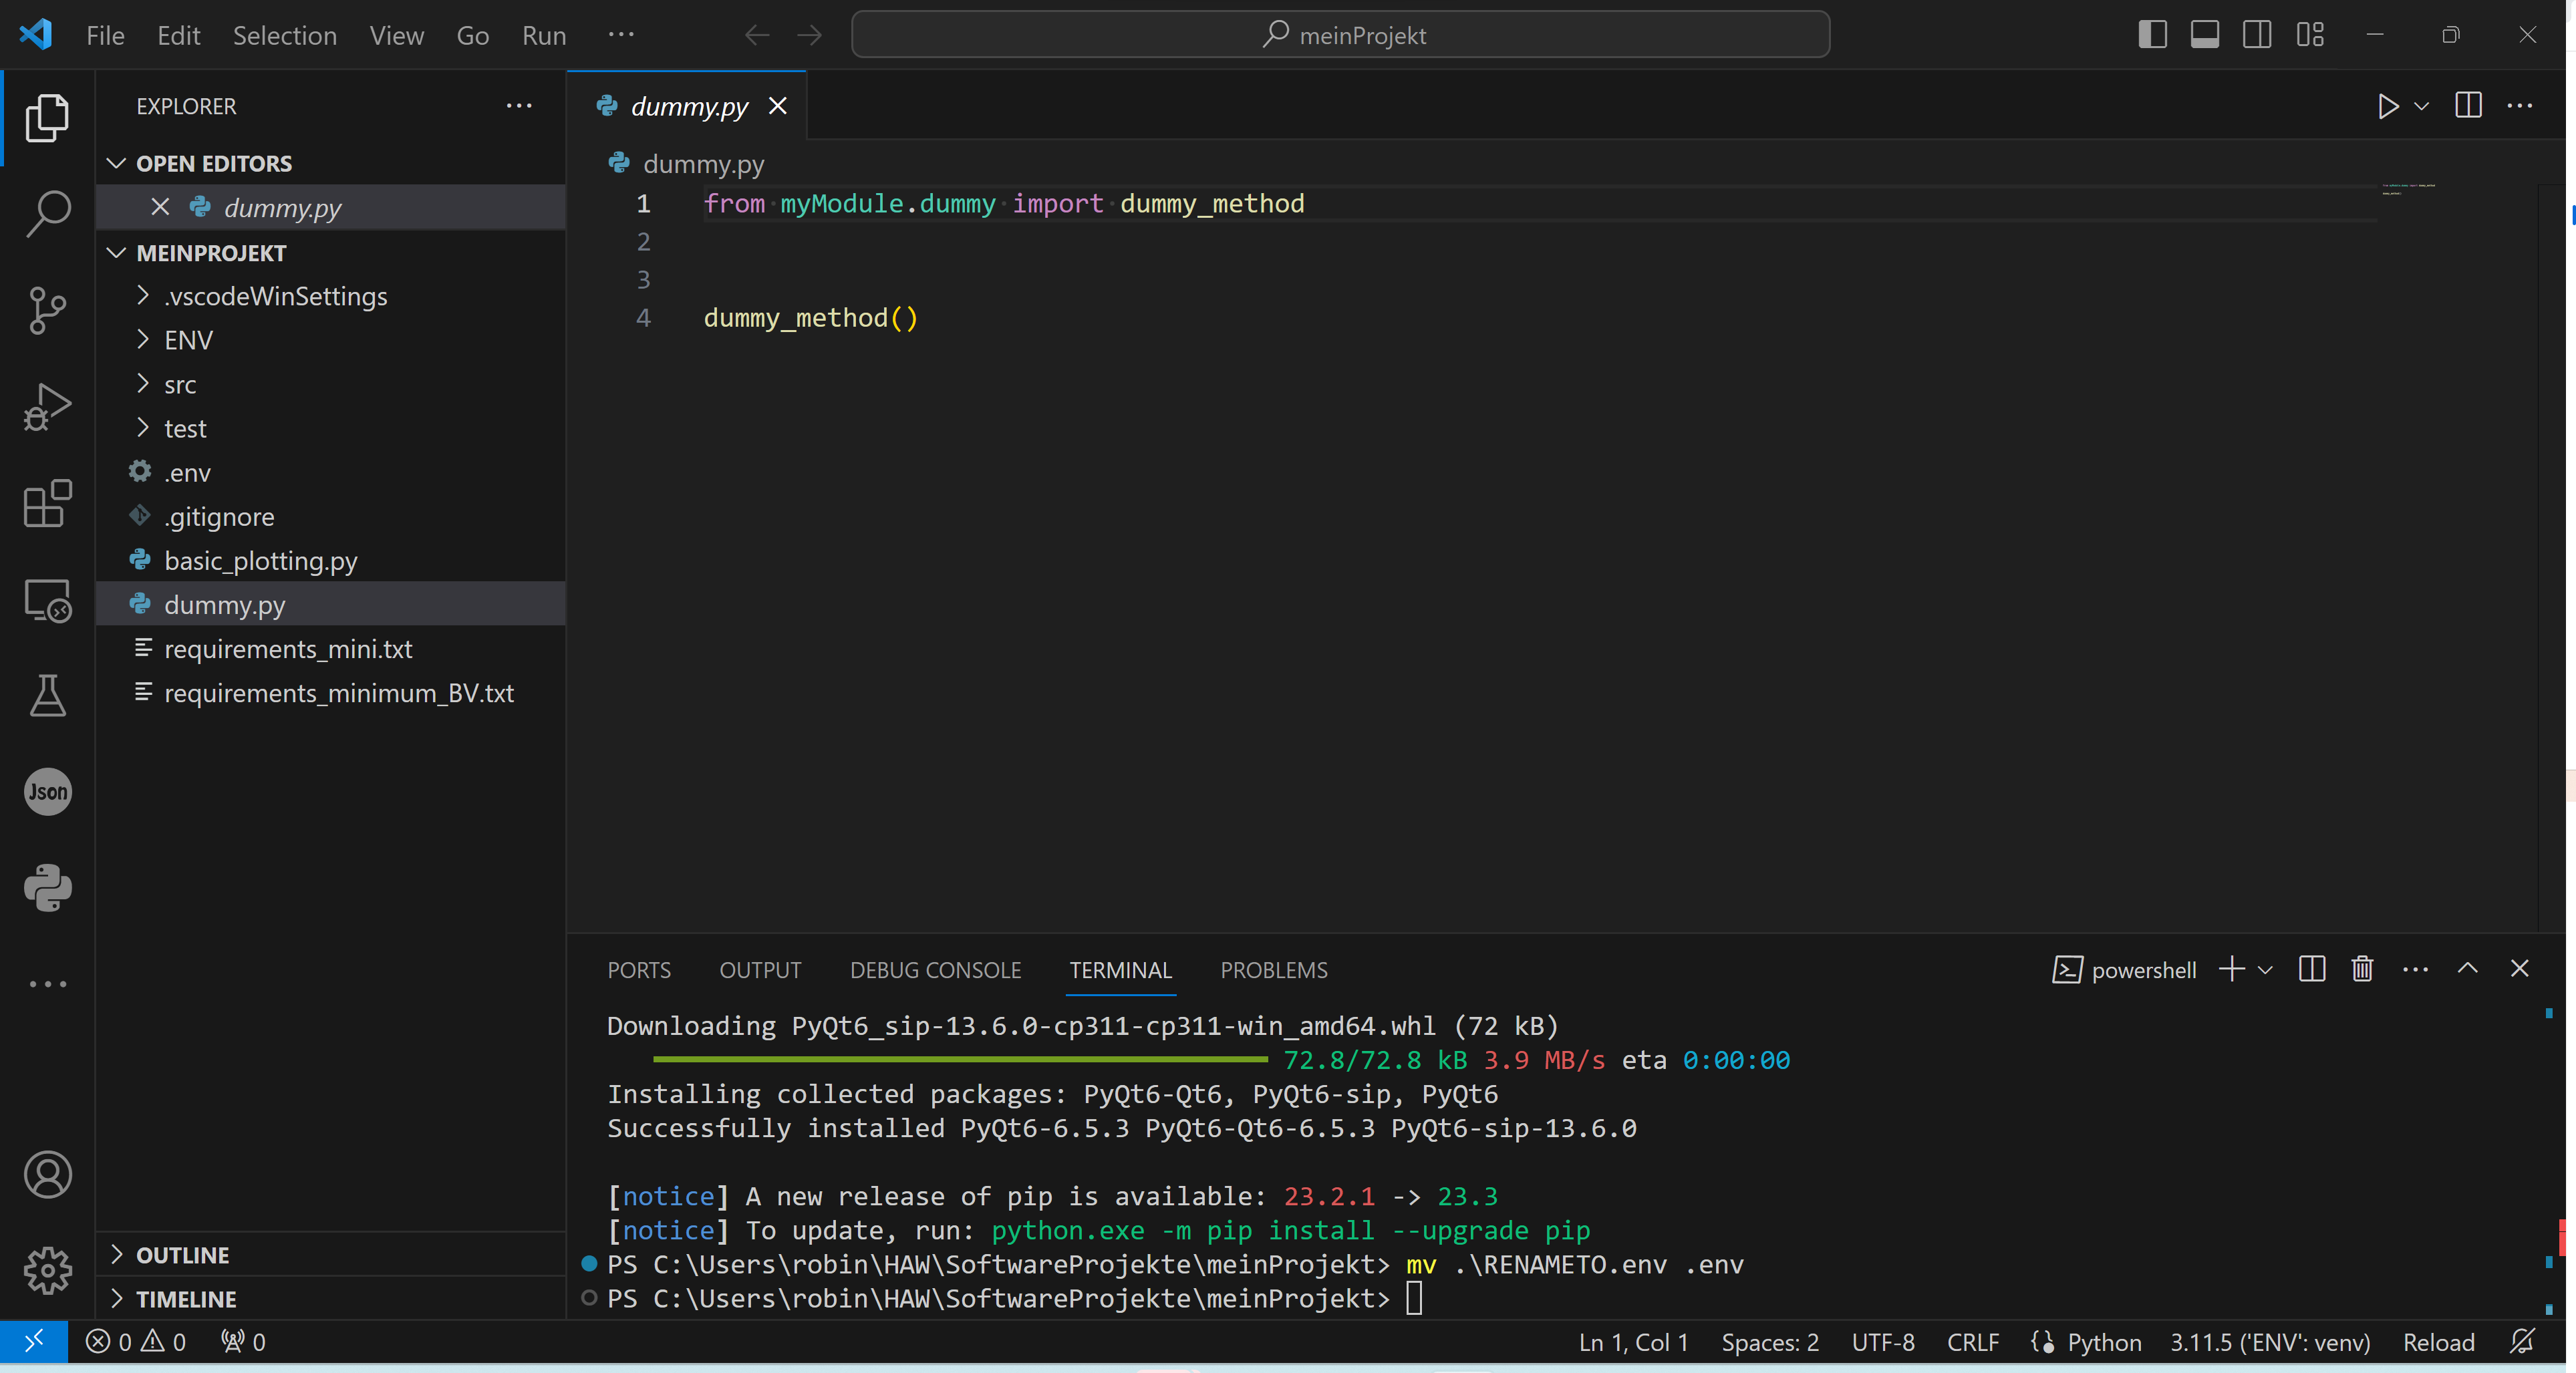 File Edit Selection View Go Run ···
meinProjekt
EXPLORER
OPEN EDITORS
dummy.py
MEINPROJEKT
.vscodeWinSettings
ENV
src
test
.env
.gitignore
basic_plotting.py
dummy.py
requirements_mini.txt
requirements_minimum_BV.txt
OUTLINE
TIMELINE
Json
dummy.py
dummy.py
1 from myModule.dummy import dummy_method
2
3
4 dummy_method()
PORTS OUTPUT DEBUG CONSOLE TERMINAL PROBLEMS
powershell
Downloading PyQt6_sip-13.6.0-cp311-cp311-win_amd64.whl (72 kB)
72.8/72.8 kB 3.9 MB/s eta 0:00:00
Installing collected packages: PyQt6-Qt6, PyQt6-sip, PyQt6
Successfully installed PyQt6-6.5.3 PyQt6-Qt6-6.5.3 PyQt6-sip-13.6.0
[notice] A new release of pip is available: 23.2.1 -> 23.3
[notice] To update, run: python.exe -m pip install --upgrade pip
PS C:\Users\robin\HAW\SoftwareProjekte\meinProjekt> mv .\RENAMETO.env .env
PS C:\Users\robin\HAW\SoftwareProjekte\meinProjekt>
0 0 0
Ln 1, Col 1 Spaces: 2 UTF-8 CRLF Python 3.11.5 ('ENV': venv) Reload